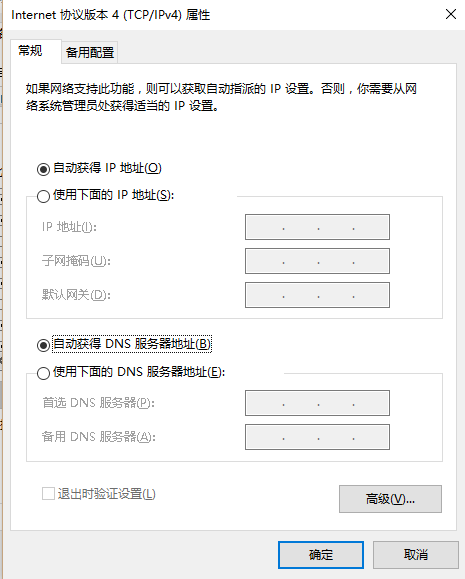 Internet 协议版本 4 (TCP/IPv4) 属性
常规
备用配置
如果网络支持此功能，则可以获取自动指派的 IP 设置。否则，你需要从网
络系统管理员处获得适当的 IP 设置。
自动获得 IP 地址(O)
使用下面的 IP 地址(S):
IP 地址(I):
子网掩码(U):
默认网关(D):
自动获得 DNS 服务器地址(B)
使用下面的 DNS 服务器地址(E):
首选 DNS 服务器(P):
备用 DNS 服务器(A):
退出时验证设置(L)
高级(V)...
确定
取消